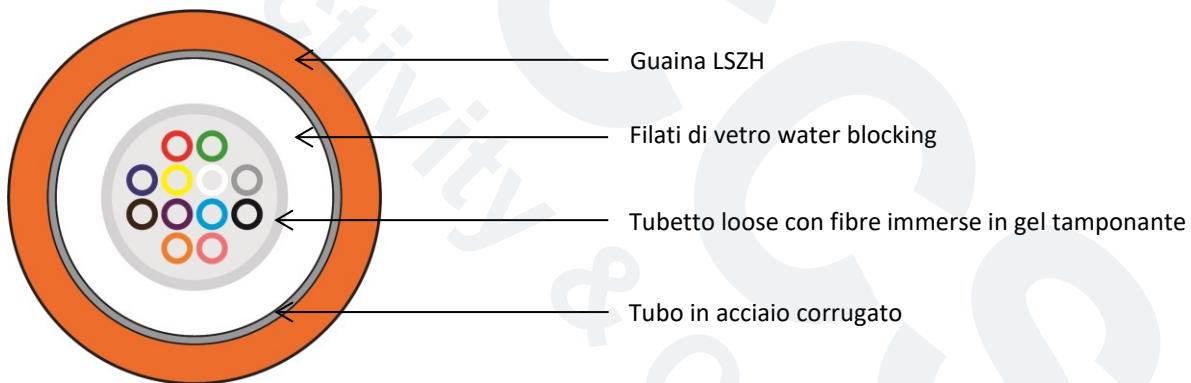 Guaina LSZH
Filati di vetro water blocking
Tubetto loose con fibre immerse in gel tamponante
Tubo in acciaio corrugato